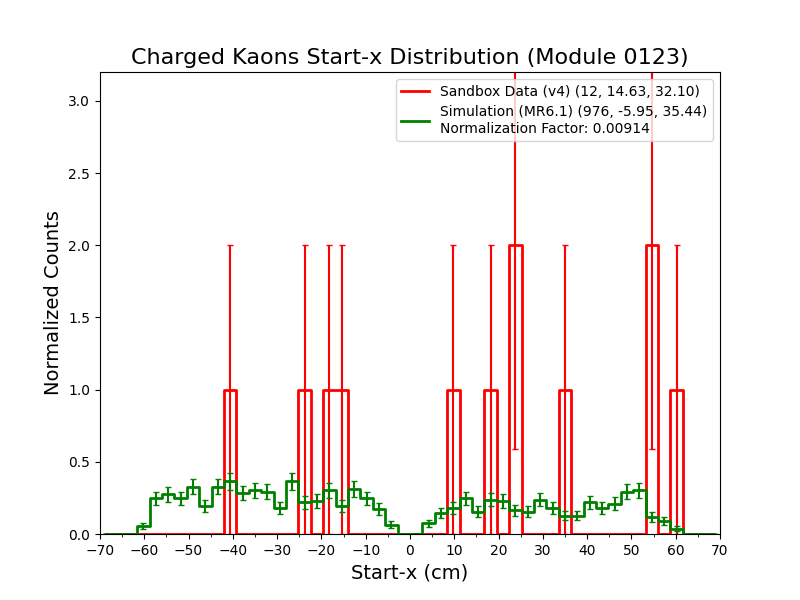 Charged Kaons Start-x Distribution (Module 0123)
Sandbox Data (v4) (12, 14.63, 32.10)
Simulation (MR6.1) (976, -5.95, 35.44)
Normalization Factor: 0.00914
Normalized Counts
3.0
2.5
2.0
1.5
1.0
0.5
0.0
−70 −60 −50 −40 −30 −20 −10 0 10 20 30 40 50 60 70
Start-x (cm)